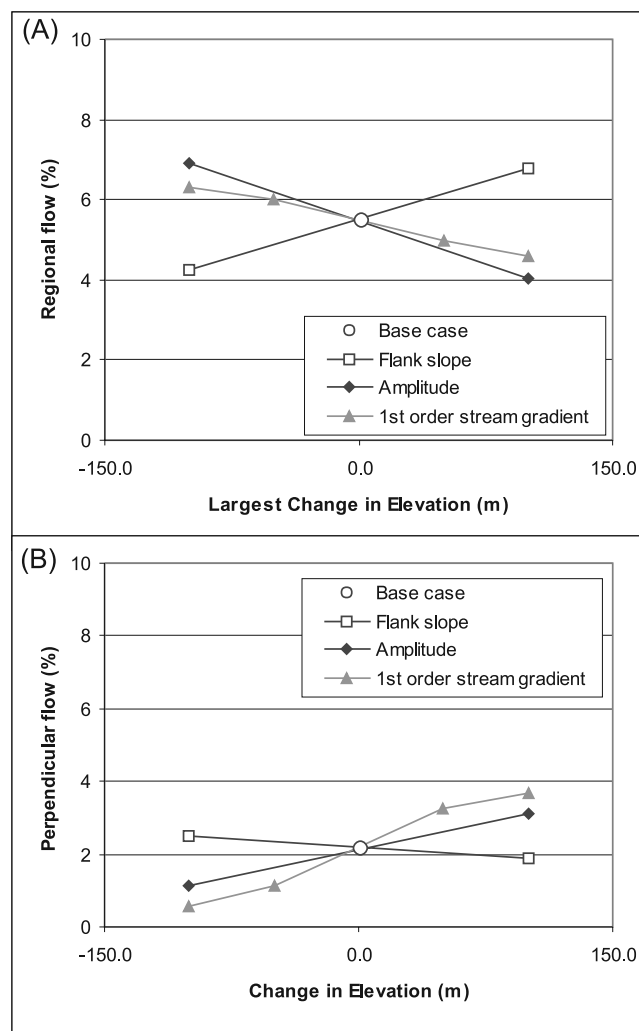 (A)
10
8
6
4
2
0
Regional flow (%)
Base case
Flank slope
Amplitude
1st order stream gradient
-150.0 0.0 150.0
Largest Change in Elevation (m)
(B)
10
8
6
4
2
0
Perpendicular flow (%)
Base case
Flank slope
Amplitude
1st order stream gradient
-150.0 0.0 150.0
Change in Elevation (m)